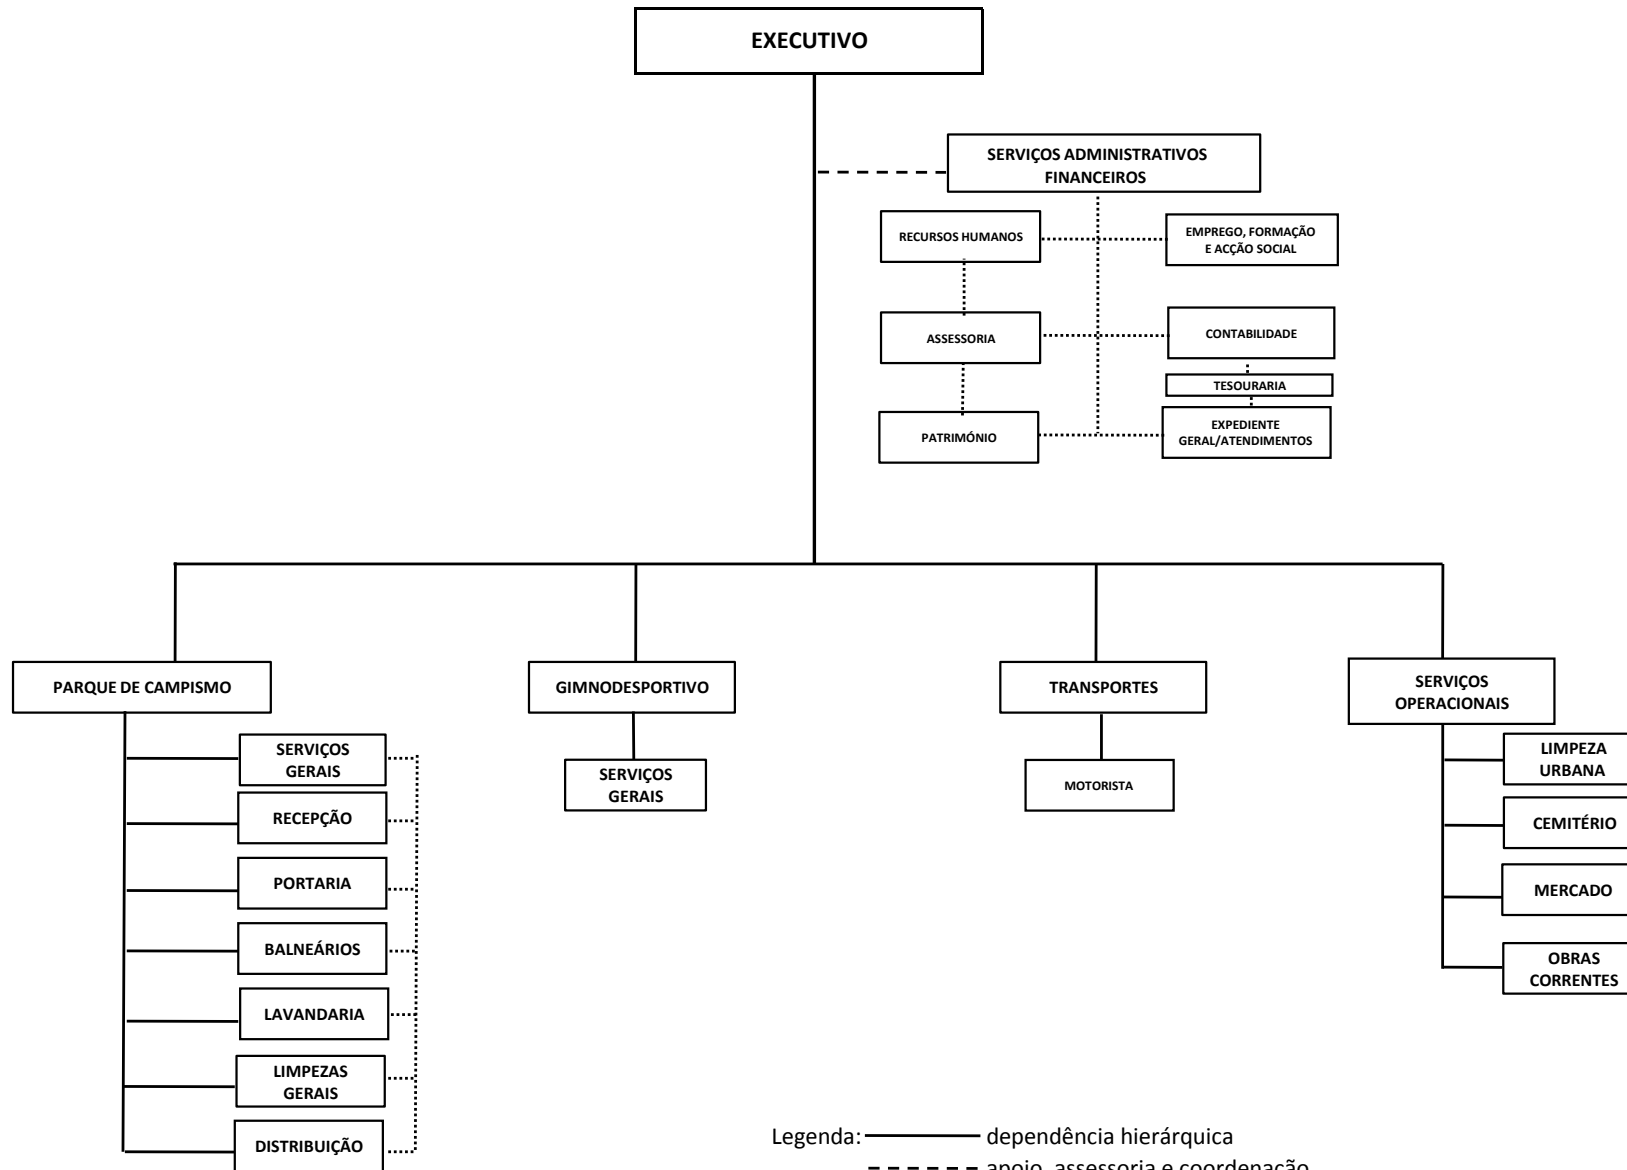 EXECUTIVO
SERVIÇOS ADMINISTRATIVOS
FINANCEIROS
RECURSOS HUMANOS
EMPREGO, FORMAÇÃO
E ACÇÃO SOCIAL
ASSESSORIA
CONTABILIDADE
TESOURARIA
PATRIMÓNIO
EXPEDIENTE
GERAL/ATENDIMENTOS
PARQUE DE CAMPISMO
GIMNODESPORTIVO
TRANSPORTES
SERVIÇOS
OPERACIONAIS
SERVIÇOS
GERAIS
RECEPÇÃO
PORTARIA
BALNEÁRIOS
LAVANDARIA
LIMPEZAS
GERAIS
DISTRIBUIÇÃO
SERVIÇOS
GERAIS
MOTORISTA
LIMPEZA
URBANA
CEMITÉRIO
MERCADO
OBRAS
CORRENTES
Legenda: dependência hierárquica
apoio, assessoria e coordenação